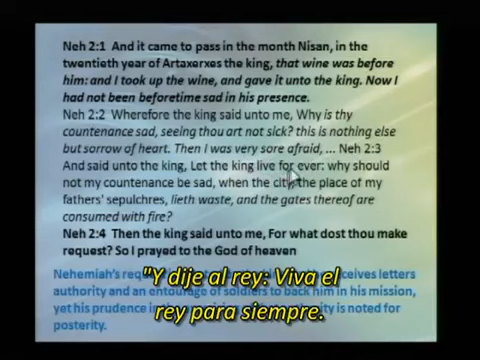 Neh 2:1 And it came to pass in the month Nisan, in the
twentieth year of Artaxerxes the king, that wine was before
him: and I took up the wine, and gave it unto the king. Now I
had not been beforetime sad in his presence.
Neh 2:2 Wherefore the king said unto me, Why is thy
countenance sad, seeing thou art not sick? this is nothing else
but sorrow of heart. Then I was very sore afraid, ... Neh 2:3
And said unto the king, Let the king live for ever: why should
not my countenance be sad, when the city, the place of my
fathers' sepulchres, lieth waste, and the gates thereof are
consumed with fire?
Neh 2:4 Then the king said unto me, For what dost thou make
request? So I prayed to the God of heaven
Nehemiah's req ceives letters
authority and an entourage of soldiers to back him in his mission,
yet his prudence in city is noted for
posterity.
"Y dije al rey: Viva el
rey para siempre.